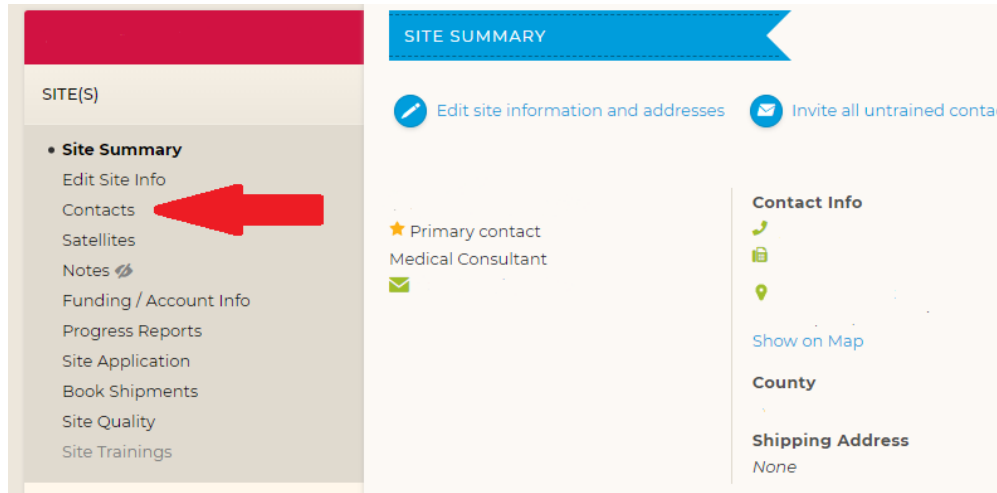 SITE(S)
• Site Summary
Edit Site Info
Contacts
Satellites
Notes
Funding / Account Info
Progress Reports
Site Application
Book Shipments
Site Quality
Site Trainings
SITE SUMMARY
Edit site information and addresses
Invite all untrained
Primary contact
Medical Consultant
Contact Info
Show on Map
County
Shipping Address
None